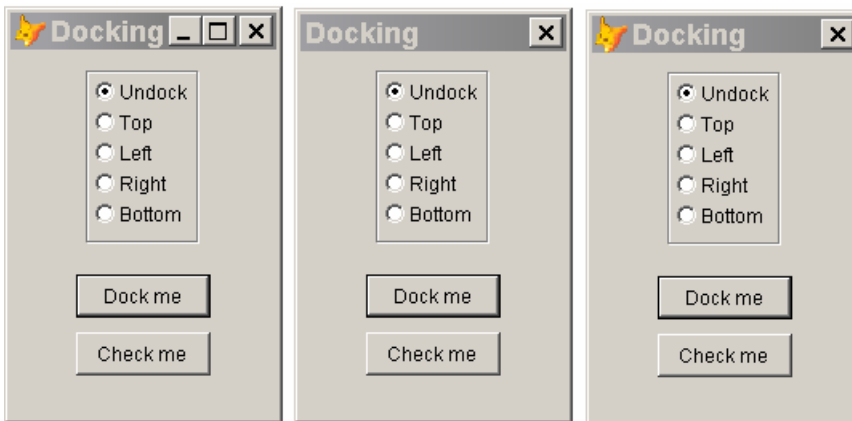 Docking
Undock
Top
Left
Right
Bottom
Dock me
Check me
Docking
Undock
Top
Left
Right
Bottom
Dock me
Check me
Docking
Undock
Top
Left
Right
Bottom
Dock me
Check me